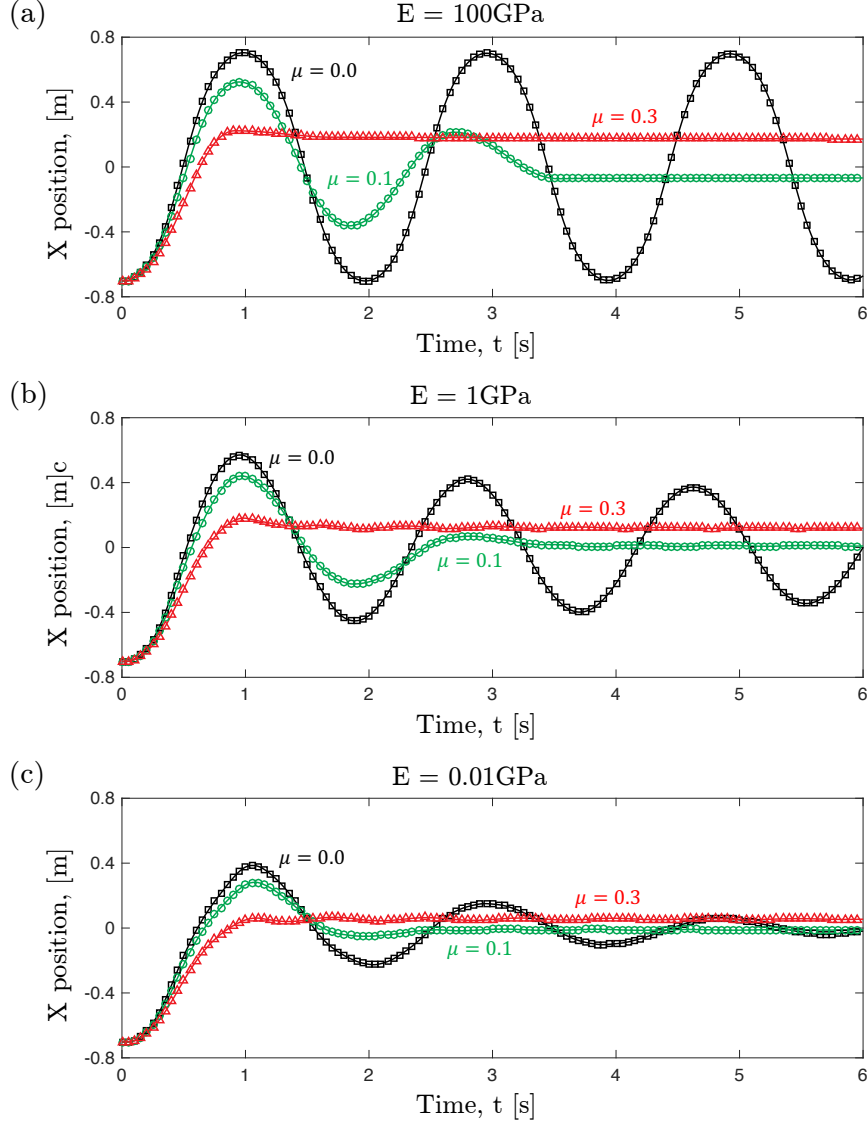 (a)
E = 100GPa
X position, [m]
0.8
0.4
0
-0.4
-0.8
μ = 0.0
μ = 0.3
μ = 0.1
0 1 2 3 4 5 6
Time, t [s]
(b)
E = 1GPa
X position, [m]c
0.8
0.4
0
-0.4
-0.8
μ = 0.0
μ = 0.3
μ = 0.1
0 1 2 3 4 5 6
Time, t [s]
(c)
E = 0.01GPa
X position, [m]
0.8
0.4
0
-0.4
-0.8
μ = 0.0
μ = 0.3
μ = 0.1
0 1 2 3 4 5 6
Time, t [s]